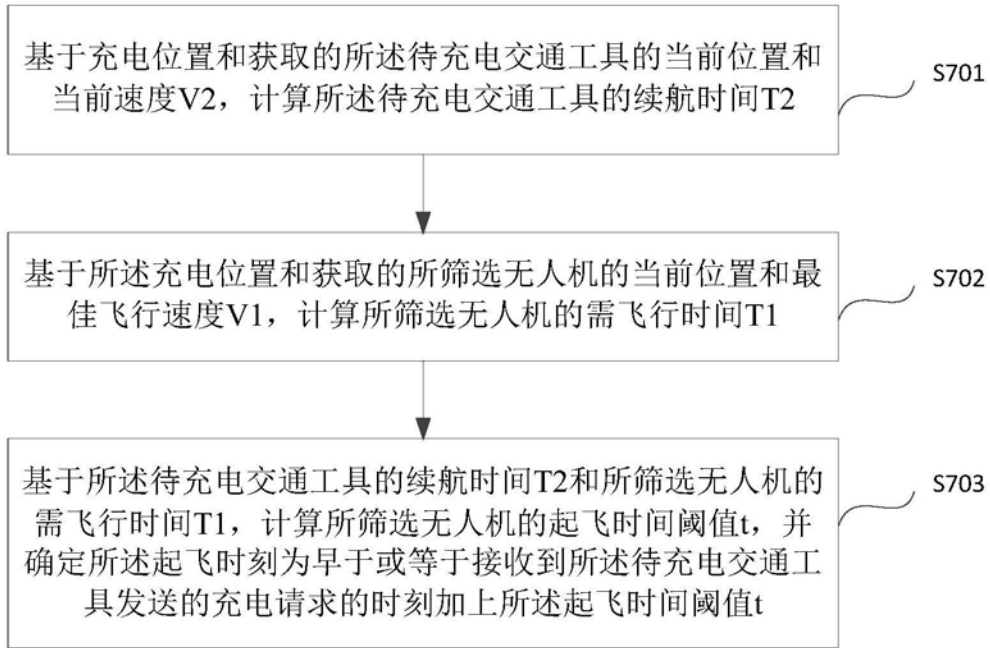 基于充电位置和获取的所述待充电交通工具的当前位置和
当前速度V2，计算所述待充电交通工具的续航时间T2
S701
基于所述充电位置和获取的所筛选无人机的当前位置和最
佳飞行速度V1，计算所筛选无人机的需飞行时间T1
S702
基于所述待充电交通工具的续航时间T2和所筛选无人机的
需飞行时间T1，计算所筛选无人机的起飞时间阈值t，并
确定所述起飞时刻为早于或等于接收到所述待充电交通工
具发送的充电请求的时刻加上所述起飞时间阈值t
S703